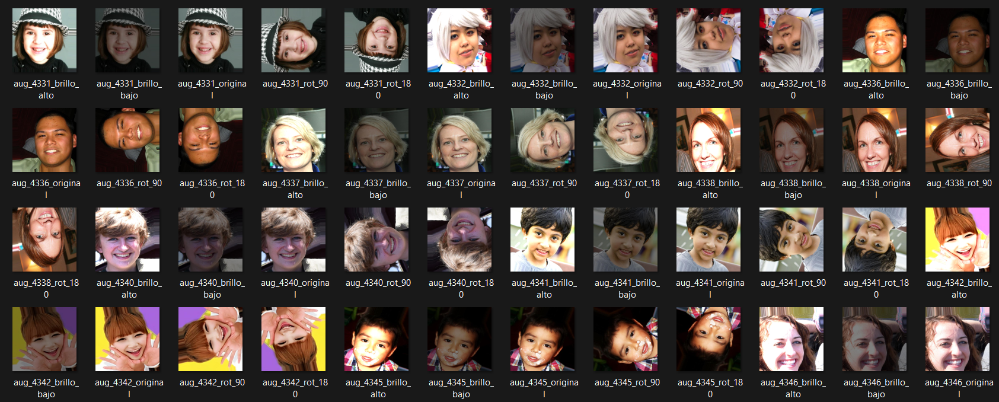 aug_4331_brillo_
alto
aug_4331_brillo_
bajo
aug_4331_origina
l
aug_4331_rot_90
aug_4331_rot_18
0
aug_4332_brillo_
alto
aug_4332_brillo_
bajo
aug_4332_origina
l
aug_4332_rot_90
aug_4332_rot_18
0
aug_4336_brillo_
alto
aug_4336_brillo_
bajo
aug_4336_origina
l
aug_4336_rot_90
aug_4336_rot_18
0
aug_4337_brillo_
alto
aug_4337_brillo_
bajo
aug_4337_origina
l
aug_4337_rot_90
aug_4337_rot_18
0
aug_4338_brillo_
alto
aug_4338_brillo_
bajo
aug_4338_origina
l
aug_4338_rot_90
aug_4338_rot_18
0
aug_4340_brillo_
alto
aug_4340_brillo_
bajo
aug_4340_origina
l
aug_4340_rot_90
aug_4340_rot_18
0
aug_4341_brillo_
alto
aug_4341_brillo_
bajo
aug_4341_origina
l
aug_4341_rot_90
aug_4341_rot_18
0
aug_4342_brillo_
alto
aug_4342_brillo_
bajo
aug_4342_origina
l
aug_4342_rot_90
aug_4342_rot_18
0
aug_4345_brillo_
alto
aug_4345_brillo_
bajo
aug_4345_origina
l
aug_4345_rot_90
aug_4345_rot_18
0
aug_4346_brillo_
alto
aug_4346_brillo_
bajo
aug_4346_origina
l